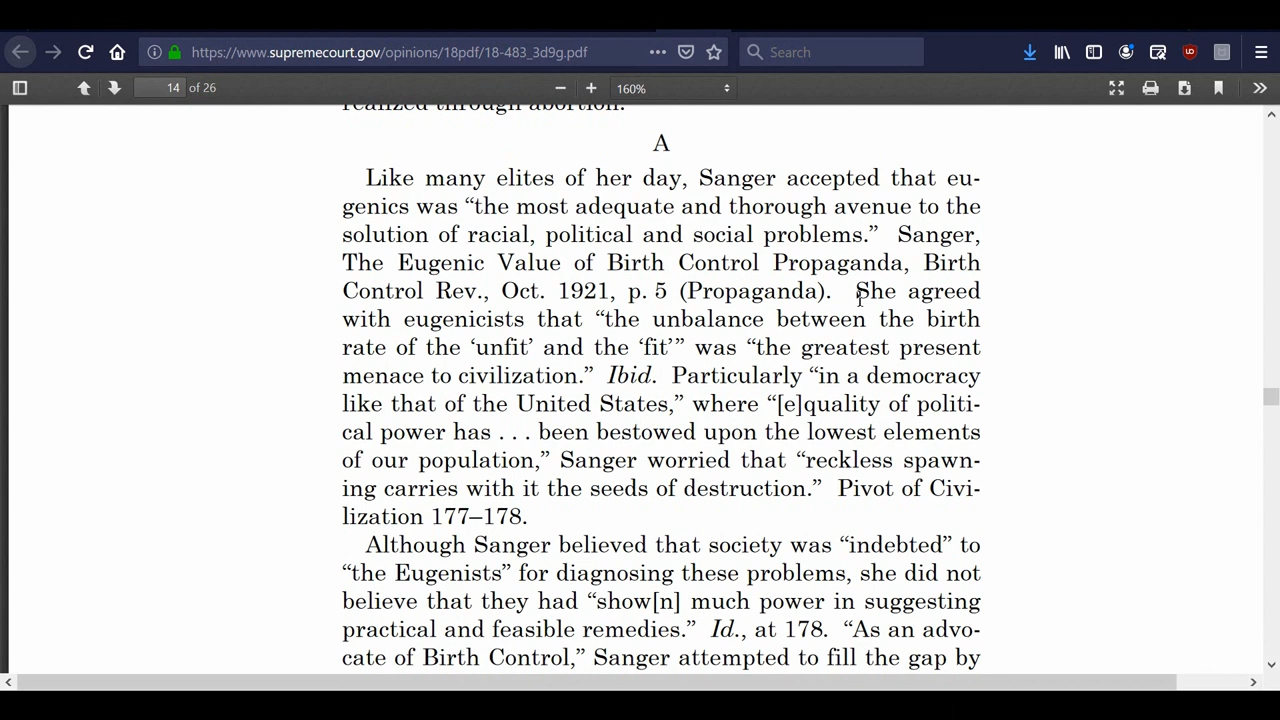 https://www.supremecourt.gov/opinions/18pdf/18-483_3d9g.pdf
Search
14 of 26
160%
realized through abortion.
A
Like many elites of her day, Sanger accepted that eu-
genics was “the most adequate and thorough avenue to the
solution of racial, political and social problems.” Sanger,
The Eugenic Value of Birth Control Propaganda, Birth
Control Rev., Oct. 1921, p. 5 (Propaganda). She agreed
with eugenicists that “the unbalance between the birth
rate of the ‘unfit’ and the ‘fit’” was “the greatest present
menace to civilization.” Ibid. Particularly “in a democracy
like that of the United States,” where “[e]quality of politi-
cal power has . . . been bestowed upon the lowest elements
of our population,” Sanger worried that “reckless spawn-
ing carries with it the seeds of destruction.” Pivot of Civi-
lization 177–178.
Although Sanger believed that society was “indebted” to
“the Eugenists” for diagnosing these problems, she did not
believe that they had “show[n] much power in suggesting
practical and feasible remedies.” Id., at 178. “As an advo-
cate of Birth Control,” Sanger attempted to fill the gap by